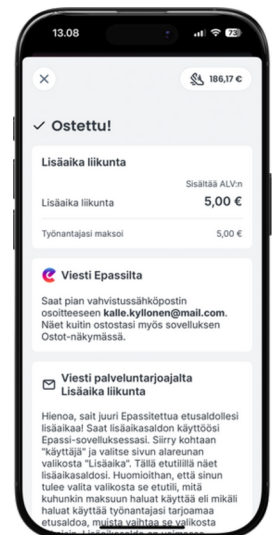 13.08
73
186,17 €
Ostettu!
Lisäaika liikunta
Sisältää ALV:n
Lisäaika liikunta
5,00 €
Työnantajasi maksoi
5,00 €
Viesti Epassilta
Saat pian vahvistussähköpostin
osoitteeseen kalle.kyllonen@mail.com.
Näet kuitin ostostasi myös sovelluksen
Ostot-näkymässä.
Viesti palveluntarjoajalta
Lisäaika liikunta
Hienoa, sait juuri Epassitettua etusaldollesi
lisäaikaa! Saat lisäaikasaldon käyttöösi
Epassi-sovelluksessasi. Siirry kohtaan
"käyttäjä" ja valitse sivun alareunan
valikosta "Lisäaika". Tällä etutilillä näet
lisäaikasaldosi. Huomioithan, että sinun
tulee valita valikosta se etutili, mitä
kuhunkin maksuun haluat käyttää eli mikäli
haluat käyttää työnantajasi tarjoamaa
etusaldoa, muista vaihtaa se valikosta